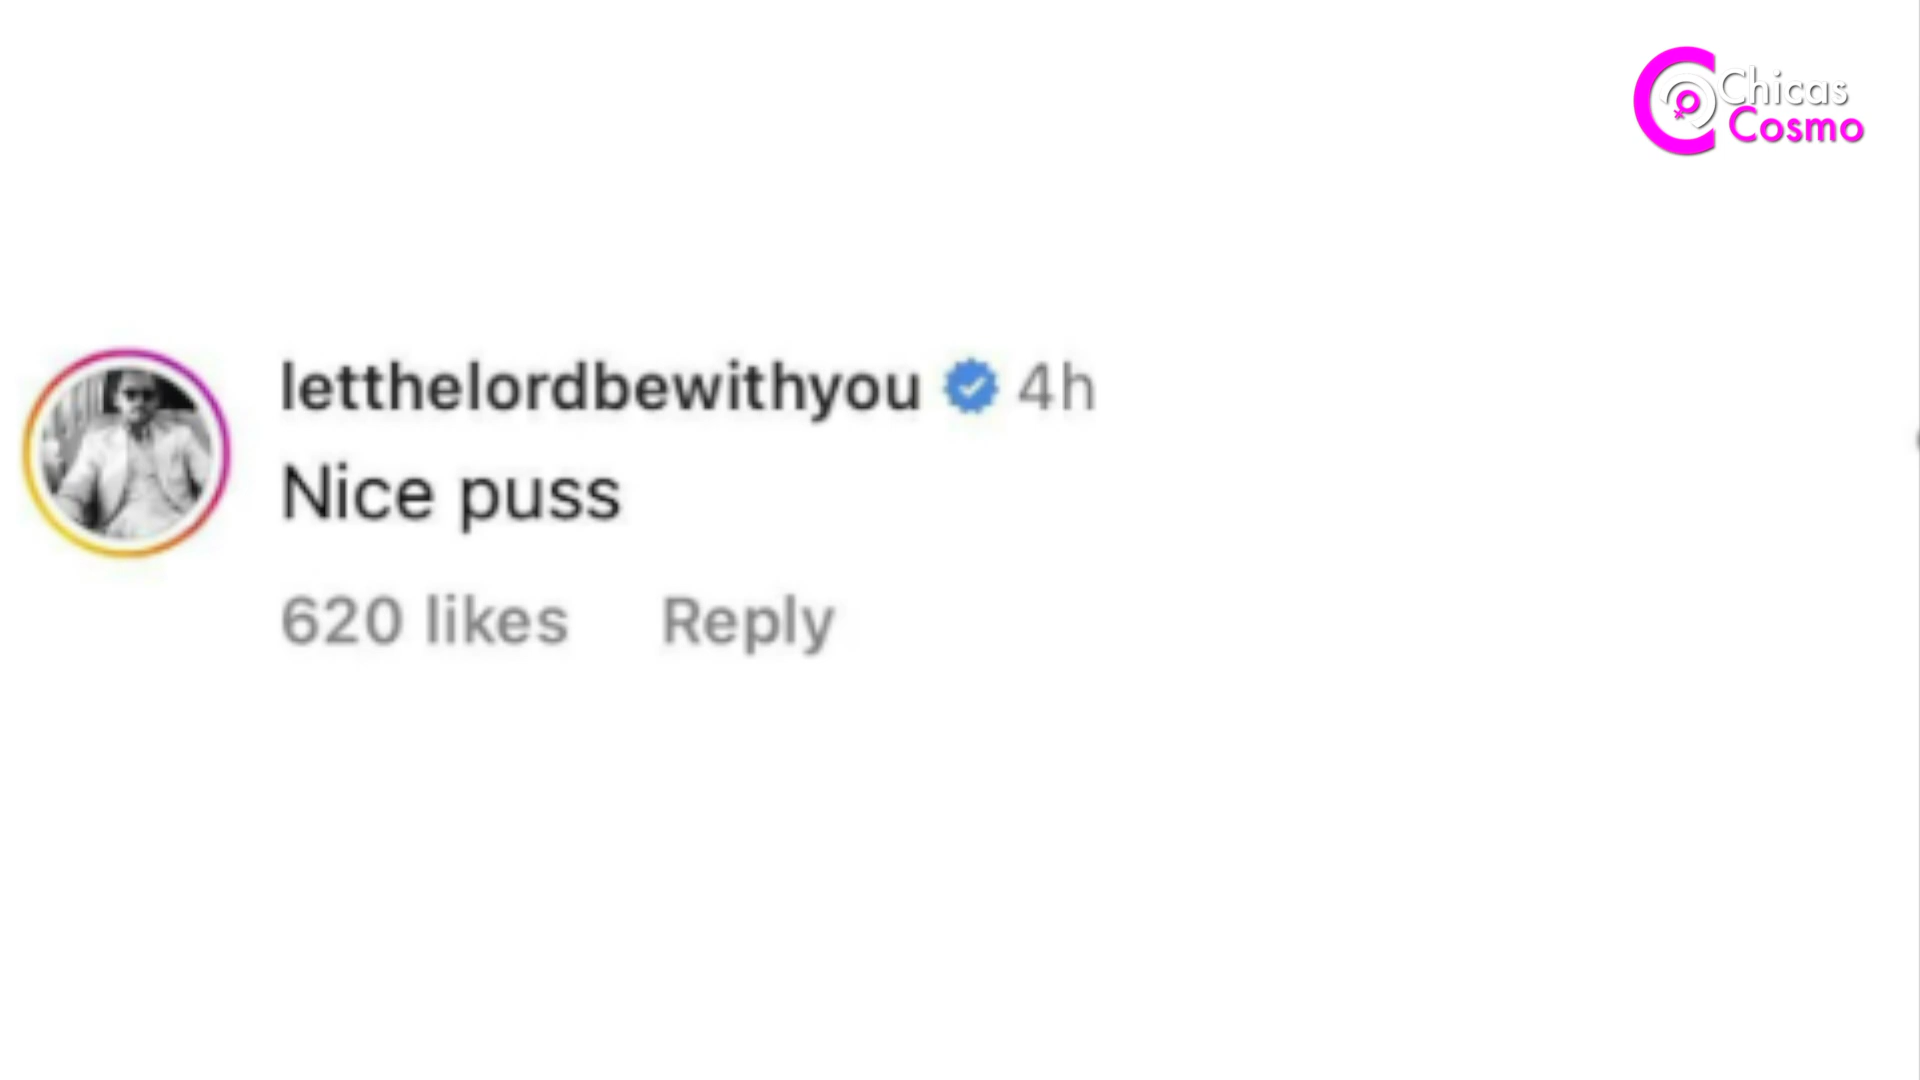 Chicas
Cosmo
letthelordbewithyou 4h
Nice puss
620 likes Reply